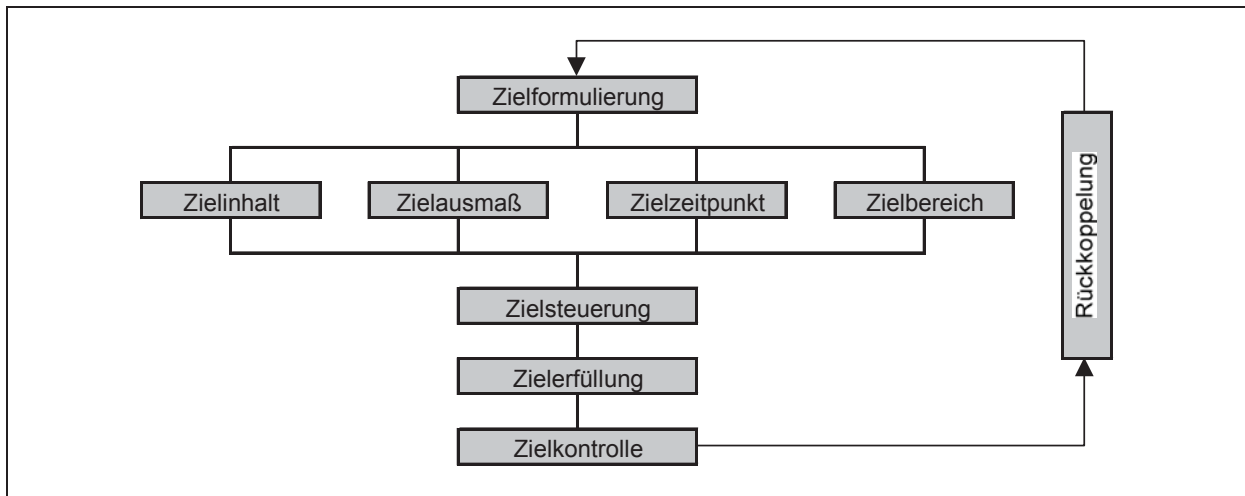 Zielformulierung
Zielinhalt
Zielausmaß
Zielzeitpunkt
Zielbereich
Rückkoppelung
Zielsteuerung
Zielerfüllung
Zielkontrolle